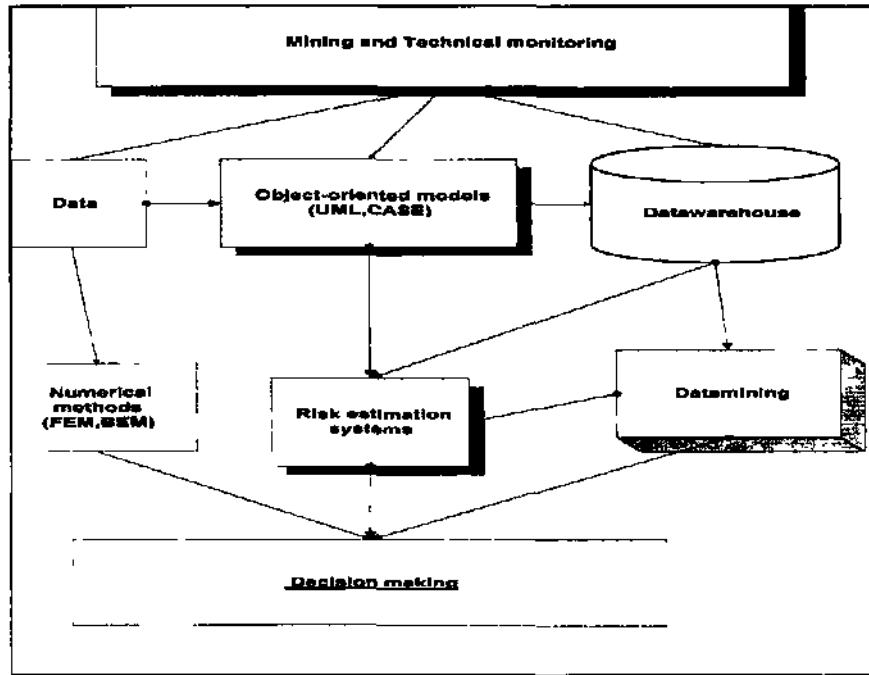 Mining and Technical monitoring
Data
Object-oriented models
(UML,CASE)
Datawarehouse
Numerical
methods
(FEM,BEM)
Risk estimation
systems
Datamining
Decision making